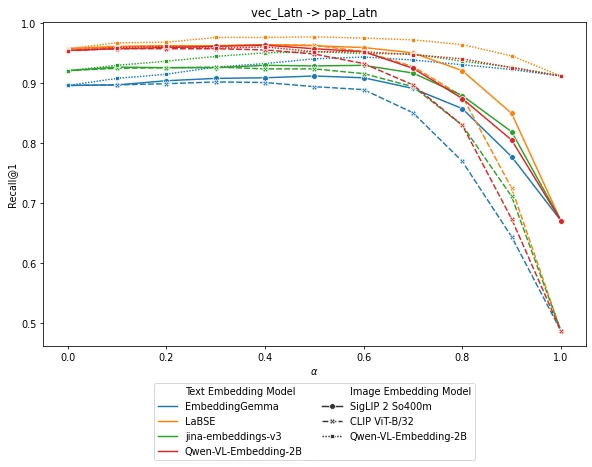 vec_Latn -> pap_Latn
1.0
0.9
0.8
0.7
0.6
0.5
Recall@1
0.0 0.2 0.4 0.6 0.8 1.0
α
Text Embedding Model Image Embedding Model
EmbeddingGemma SigLIP 2 So400m
LaBSE CLIP ViT-B/32
jina-embeddings-v3 Qwen-VL-Embedding-2B
Qwen-VL-Embedding-2B